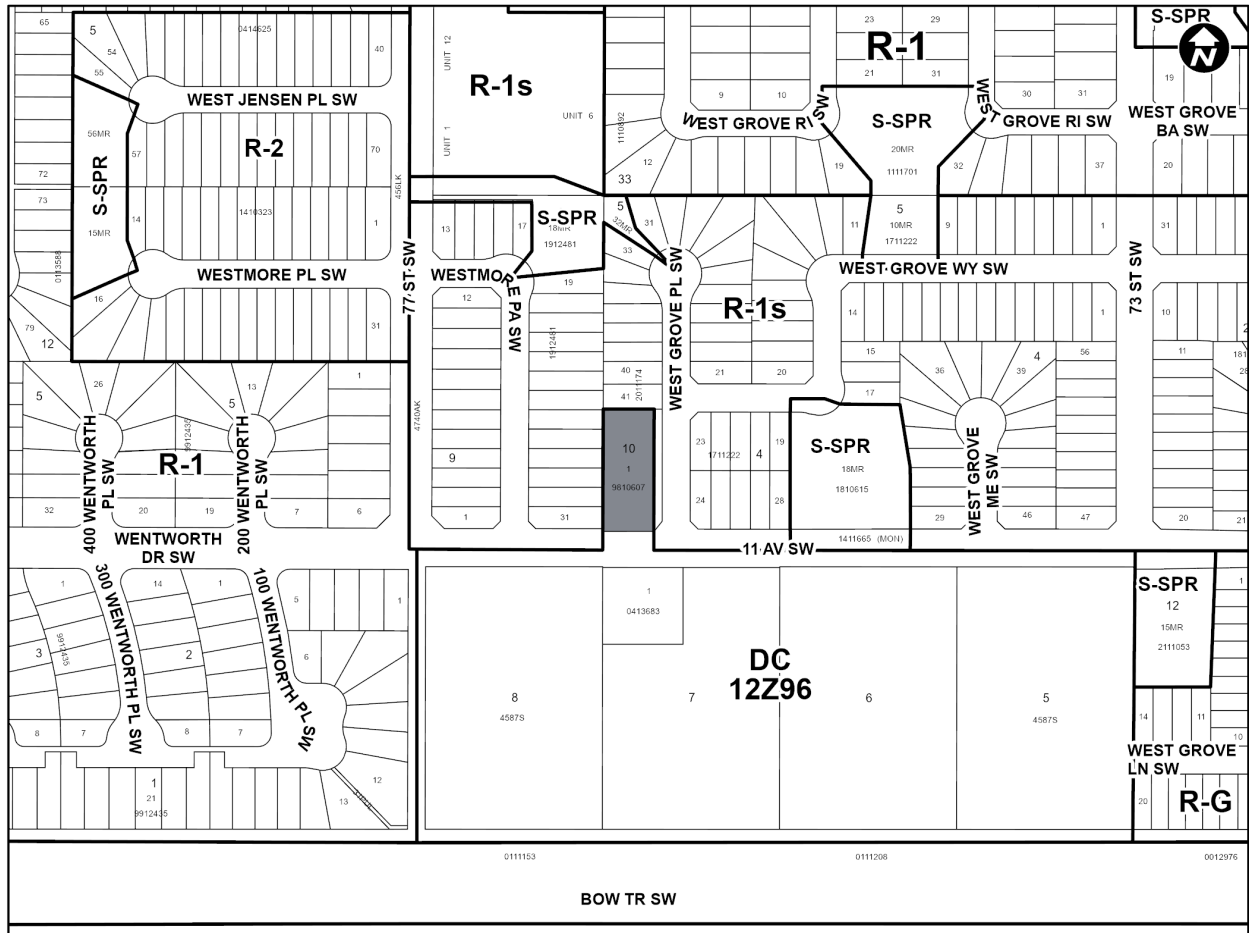 65
5
54
55
0414625
40
WEST JENSEN PL SW
56MR
57
R-2
70
S-SPR
72
73
14
15MR
1410323
1
456LK
0113588
WESTMORE PL SW
16
79
12
31
77 ST SW
UNIT 12
R-1s
UNIT 1
UNIT 6
1110892
23
29
R-1
21
31
9
10
WEST GROVE RI SW
12
33
19
S-SPR
20MR
1111701
WEST GROVE RI SW
30
31
32
37
S-SPR
N
19
WEST GROVE
BA SW
20
13
17
S-SPR
18MR
1912481
5
32MR
31
33
WESTMORE PA SW
12
19
1912481
WEST GROVE PL SW
R-1s
11
5
10MR
1711222
9
WEST GROVE WY SW
14
1
73 ST SW
31
10
2
40
41
2011174
21
20
15
17
36
4
39
56
11
181
28
5
26
5
13
1
400 WENTWORTH
PL SW
9912435
200 WENTWORTH
PL SW
R-1
4740AK
9
32
20
19
7
6
1
31
10
1
9810607
23
1711222
4
19
24
28
S-SPR
18MR
1810615
WEST GROVE
ME SW
29
46
47
20
21
1411665 (MON)
WENTWORTH
DR SW
11 AV SW
1
300 WENTWORTH PL SW
14
1
100 WENTWORTH PL SW
5
1
3
9912435
2
6
8
7
8
7
1
21
9912435
13
12
1
0413683
DC
12Z96
8
4587S
7
6
5
4587S
S-SPR
12
15MR
2111053
1
14
11
10
WEST GROVE
LN SW
20
R-G
0111153
0111208
0012976
BOW TR SW